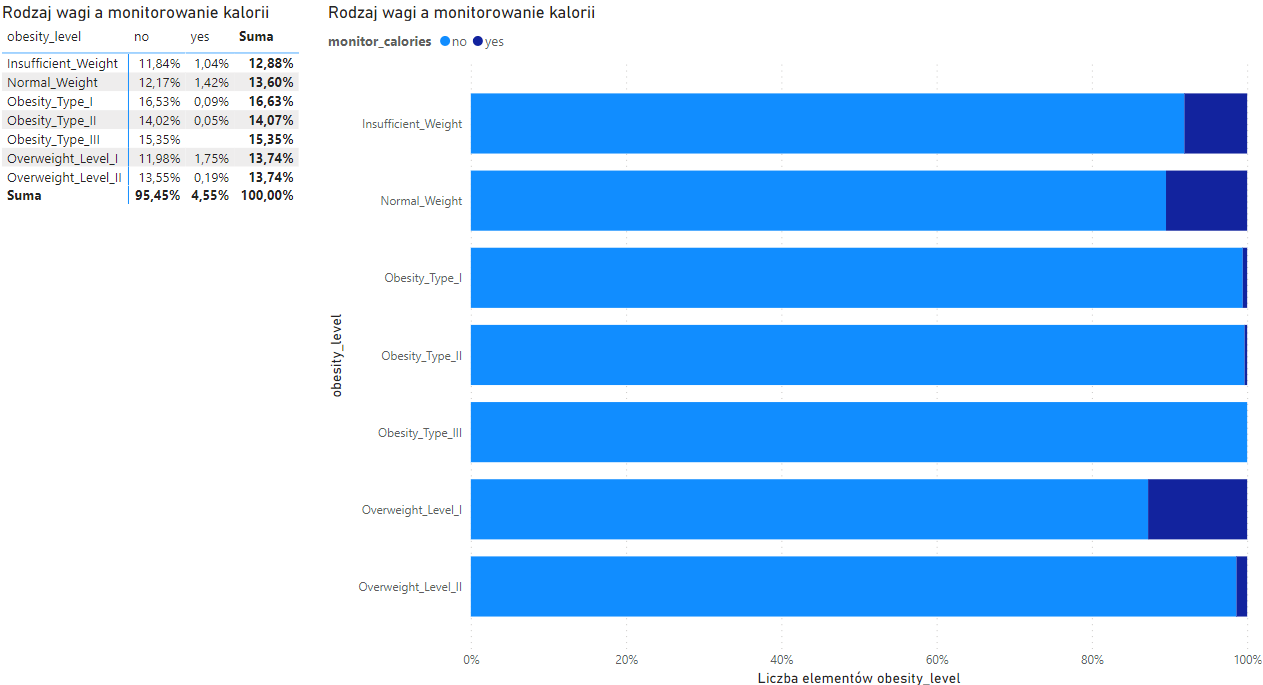 Rodzaj wagi a monitorowanie kalorii
obesity_level no yes Suma
Insufficient_Weight 11,84% 1,04% 12,88%
Normal_Weight 12,17% 1,42% 13,60%
Obesity_Type_I 16,53% 0,09% 16,63%
Obesity_Type_II 14,02% 0,05% 14,07%
Obesity_Type_III 15,35% 15,35%
Overweight_Level_I 11,98% 1,75% 13,74%
Overweight_Level_II 13,55% 0,19% 13,74%
Suma 95,45% 4,55% 100,00%
Rodzaj wagi a monitorowanie kalorii
monitor_calories no yes
obesity_level
Insufficient_Weight
Normal_Weight
Obesity_Type_I
Obesity_Type_II
Obesity_Type_III
Overweight_Level_I
Overweight_Level_II
0% 20% 40% 60% 80% 100%
Liczba elementów obesity_level